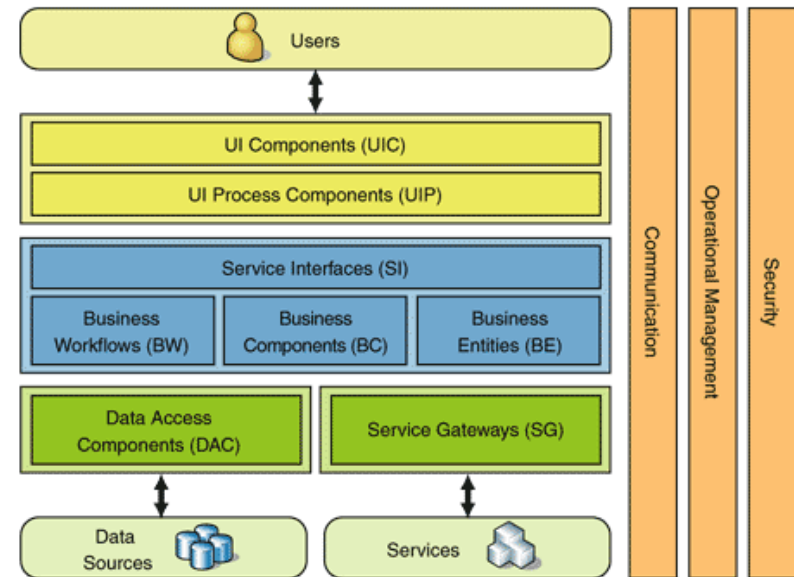 Users
UI Components (UIC)
UI Process Components (UIP)
Service Interfaces (SI)
Business
Workflows (BW)
Business
Components (BC)
Business
Entities (BE)
Data Access
Components (DAC)
Service Gateways (SG)
Data
Sources
Services
Communication
Operational Management
Security